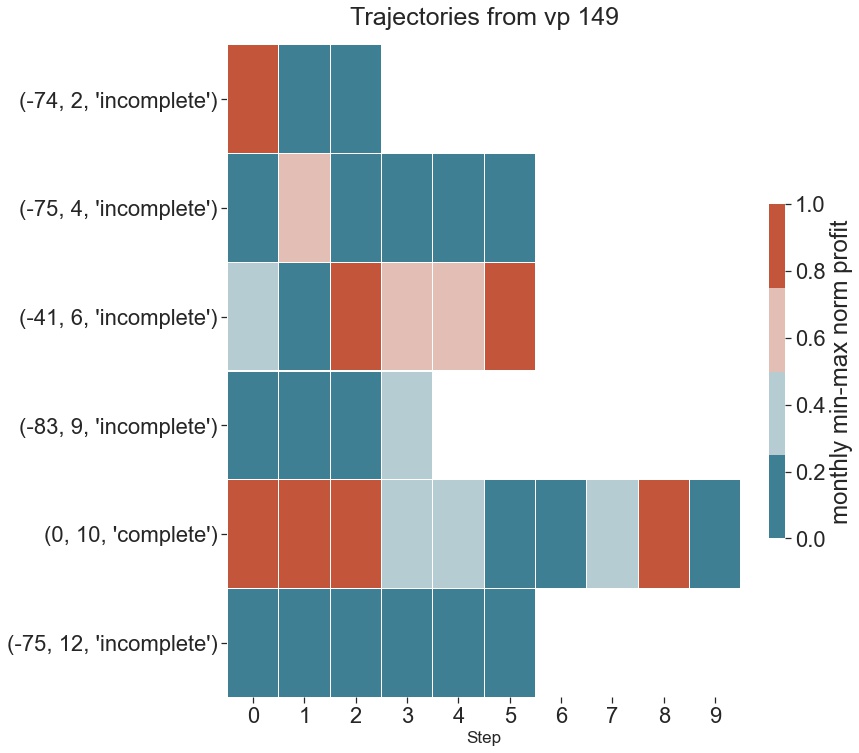 Trajectories from vp 149
(-74, 2, 'incomplete')
(-75, 4, 'incomplete')
(-41, 6, 'incomplete')
(-83, 9, 'incomplete')
(0, 10, 'complete')
(-75, 12, 'incomplete')
0 1 2 3 4 5 6 7 8 9
Step
1.0
0.8
0.6
0.4
0.2
0.0
monthly min-max norm profit